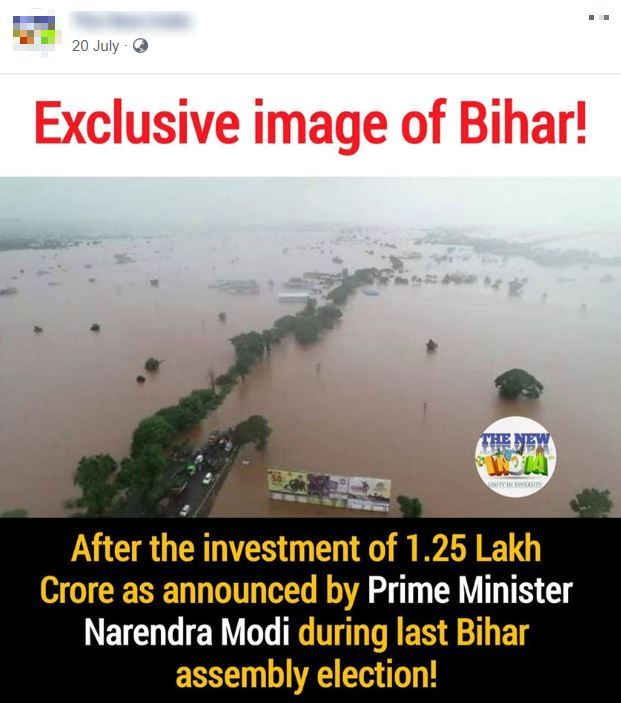 20 July
Exclusive image of Bihar!
THE NEW
INDIA
UNITY IN DIVERSITY
After the investment of 1.25 Lakh
Crore as announced by Prime Minister
Narendra Modi during last Bihar
assembly election!